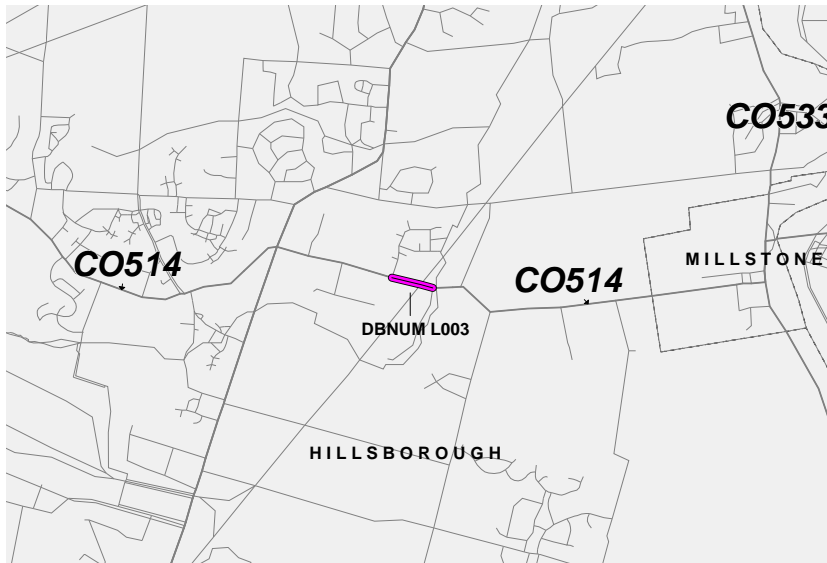 CO533
CO514
MILLSTONE
CO514
DBNUM L003
HILLSBOROUGH